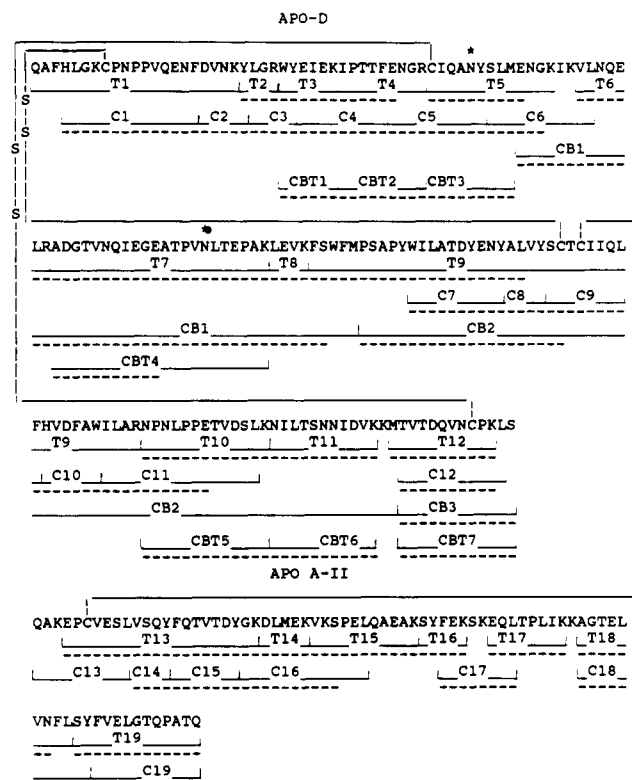 APO-D
*
QAFHLGKCPNPPVQENFDVNKYLGRWYEIEKIPTTFENGRCIQANYSLMENGKIKVLNQE
T1 T2 T3 T4 T5 T6
S
C1 C2 C3 C4 C5 C6
S
CB1
S
CBT1 CBT2 CBT3
S
*
LRADGTVNQIEGEATPVNLTEPAKLEVKFSWFMPSAPYWILATDYENYALVYSCTCIIQL
T7 T8 T9
C7 C8 C9
CB1 CB2
CBT4
FHVDFAWILARNPNLPPETVDSLKNILTSNNIDVKKMTVTDQVNCPKLS
T9 T10 T11 T12
C10 C11 C12
CB2 CB3
CBT5 CBT6 CBT7
APO A-II
QAKEPCVESLVSQYFQTVTDYGKDLMEKVKSPELQAEAKSYFEKSKEQLTPLIKKAGTEL
T13 T14 T15 T16 T17 T18
C13 C14 C15 C16 C17 C18
VNFLSYFVELGTQPATQ
T19
C19